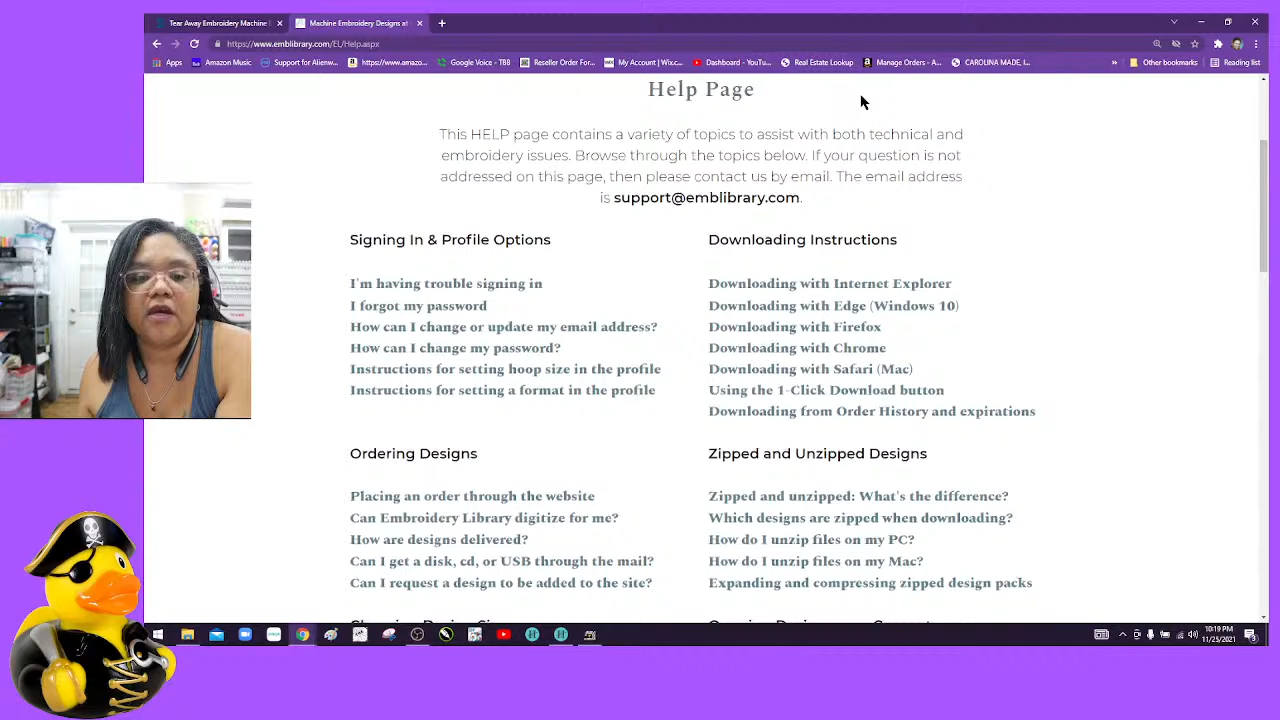 Tear Away Embroidery Machine
Machine Embroidery Designs at
https://www.emblibrary.com/EL/Help.aspx
Apps
Amazon Music
Support for Alienw...
https://www.amazo...
Google Voice - TB8
Reseller Order For...
My Account | Wix.c...
Dashboard - YouTu...
Real Estate Lookup
Manage Orders - A...
CAROLINA MADE, I...
Other bookmarks
Reading list
Help Page
This HELP page contains a variety of topics to assist with both technical and
embroidery issues. Browse through the topics below. If your question is not
addressed on this page, then please contact us by email. The email address
is support@emblibrary.com.
Signing In & Profile Options
I'm having trouble signing in
I forgot my password
How can I change or update my email address?
How can I change my password?
Instructions for setting hoop size in the profile
Instructions for setting a format in the profile
Downloading Instructions
Downloading with Internet Explorer
Downloading with Edge (Windows 10)
Downloading with Firefox
Downloading with Chrome
Downloading with Safari (Mac)
Using the 1-Click Download button
Downloading from Order History and expirations
Ordering Designs
Placing an order through the website
Can Embroidery Library digitize for me?
How are designs delivered?
Can I get a disk, cd, or USB through the mail?
Can I request a design to be added to the site?
Zipped and Unzipped Designs
Zipped and unzipped: What's the difference?
Which designs are zipped when downloading?
How do I unzip files on my PC?
How do I unzip files on my Mac?
Expanding and compressing zipped design packs
10:19 PM
11/25/2021